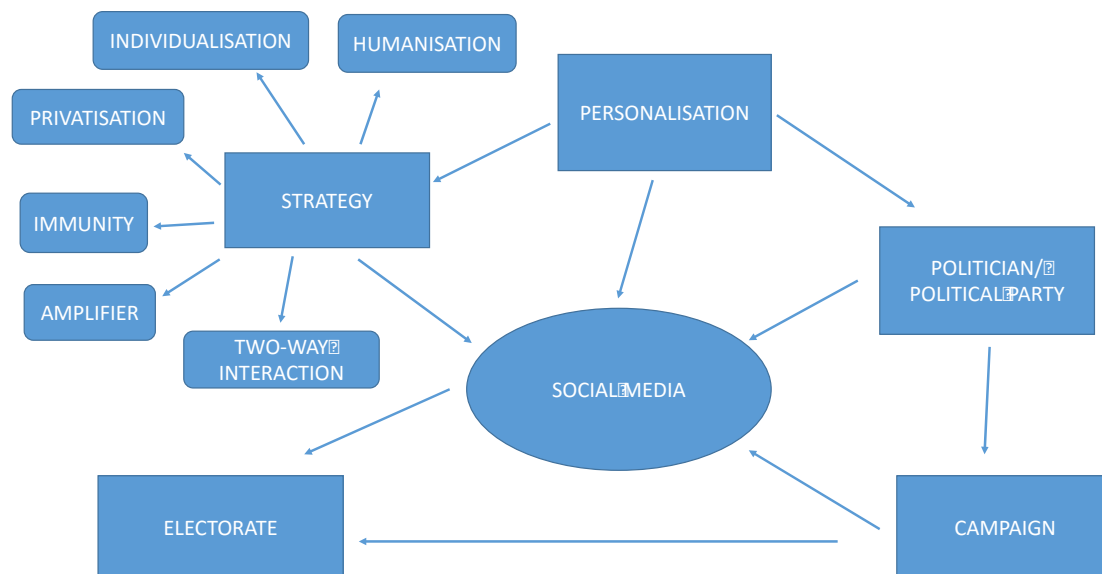 INDIVIDUALISATION
HUMANISATION
PRIVATISATION
PERSONALISATION
STRATEGY
IMMUNITY
POLITICIAN/
POLITICAL PARTY
AMPLIFIER
TWO-WAY
INTERACTION
SOCIAL MEDIA
ELECTORATE
CAMPAIGN